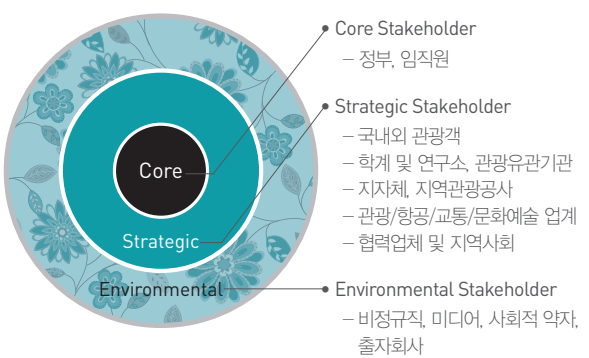 Core
Strategic
Environmental
• Core Stakeholder
– 정부, 임직원
• Strategic Stakeholder
– 국내외 관광객
– 학계 및 연구소, 관광유관기관
– 지자체, 지역관광공사
– 관광/항공/교통/문화예술 업계
– 협력업체 및 지역사회
• Environmental Stakeholder
– 비정규직, 미디어, 사회적 약자,
출자회사